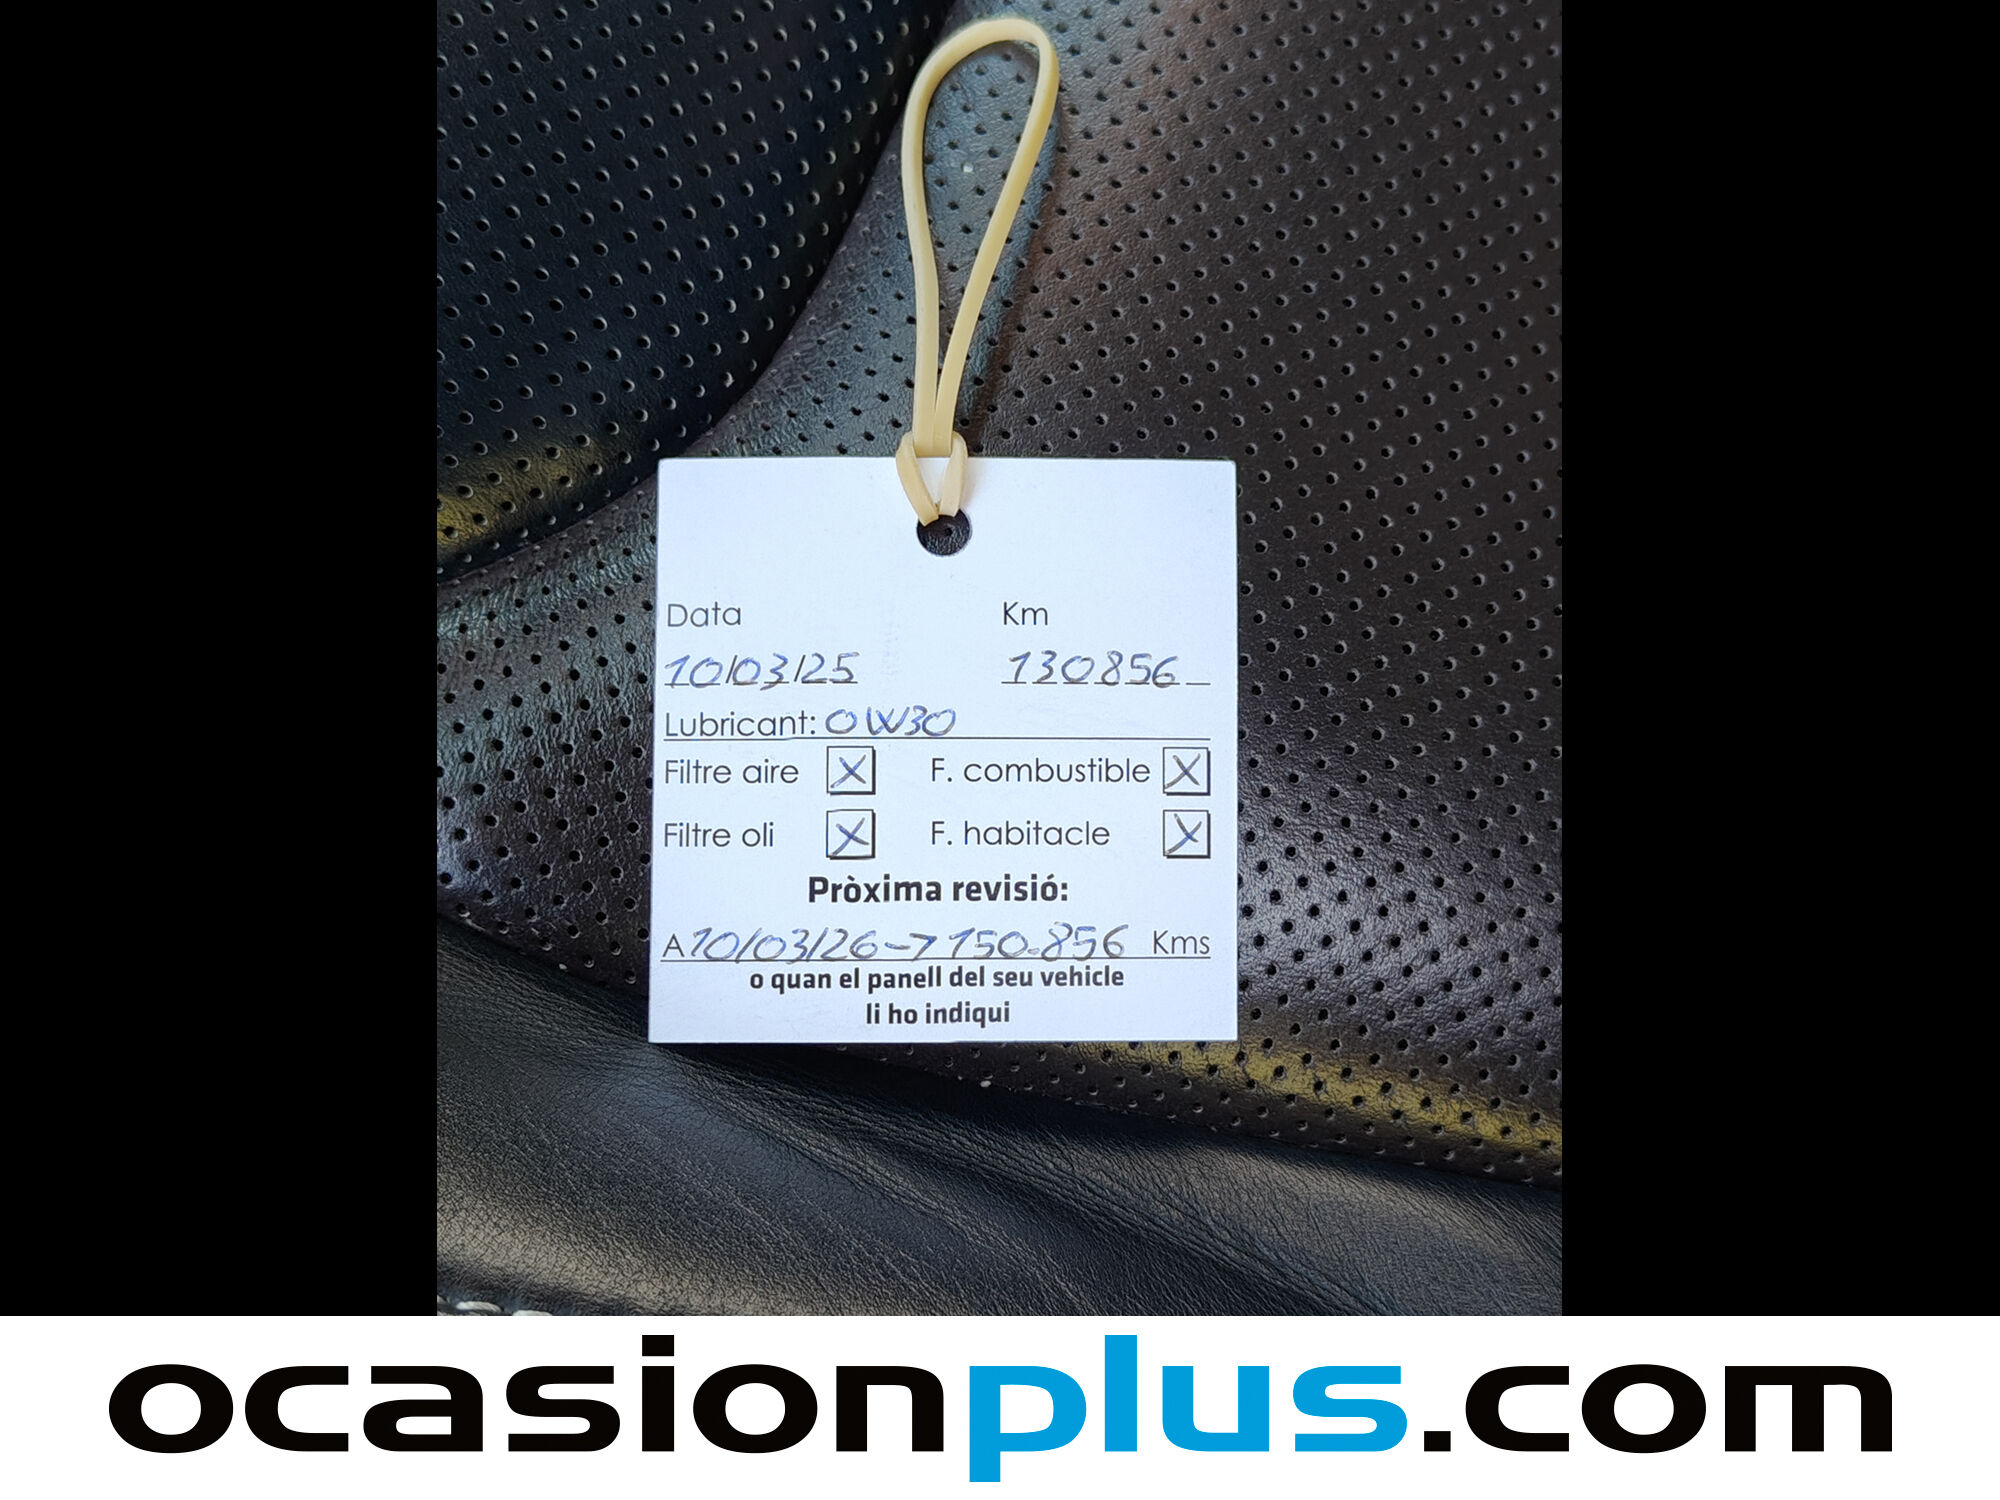 Data Km
10/03/25 130856
Lubricant: 0W30
Filtre aire X F. combustible X
Filtre oli X F. habitacle X
Pròxima revisió:
A 10/03/26 -> 150.856 Kms
o quan el panell del seu vehicle
li ho indiqui
ocasionplus.com